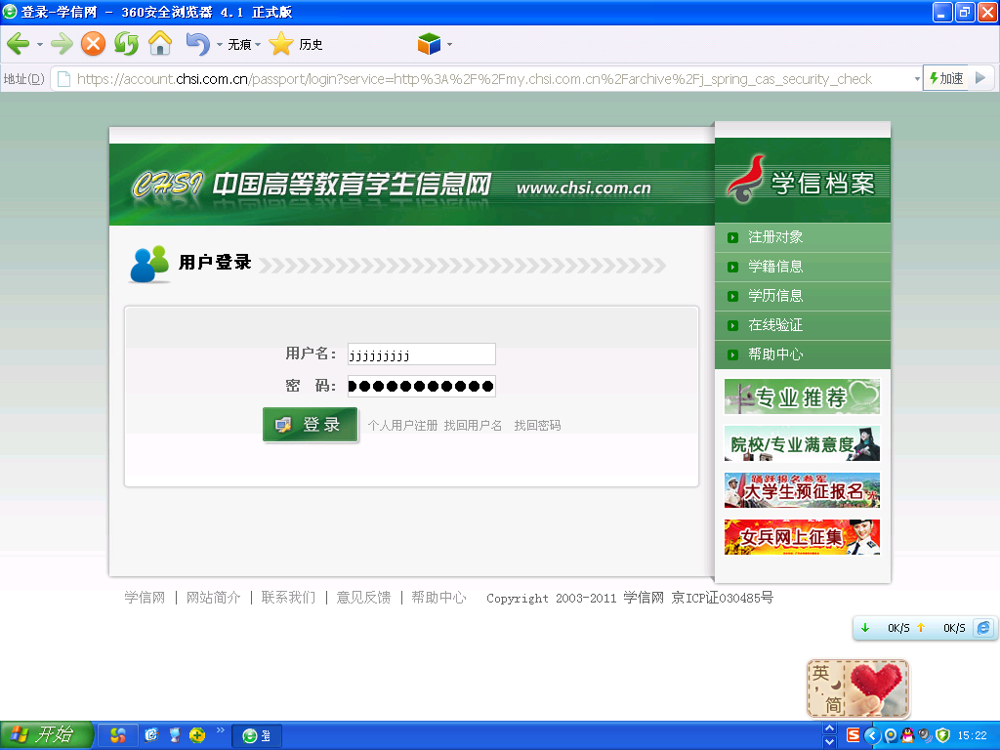 登录-学信网 - 360安全浏览器 4.1 正式版
无痕 历史
地址(D) https://account.chsi.com.cn/passport/login?service=http%3A%2F%2Fmy.chsi.com.cn%2Farchive%2Fj_spring_cas_security_check 加速
CHSI 中国高等教育学生信息网 www.chsi.com.cn
学信档案
注册对象
学籍信息
学历信息
在线验证
帮助中心
用户登录
用户名: jjjjjjjjj
密 码: ●●●●●●●●●●●●
登录 个人用户注册 找回用户名 找回密码
专业推荐
院校/专业满意度
踊跃报名参军
大学生预征报名
女兵网上征集
学信网 | 网站简介 | 联系我们 | 意见反馈 | 帮助中心 Copyright 2003-2011 学信网 京ICP证030485号
0K/S 0K/S
英
简
开始 登 15:22